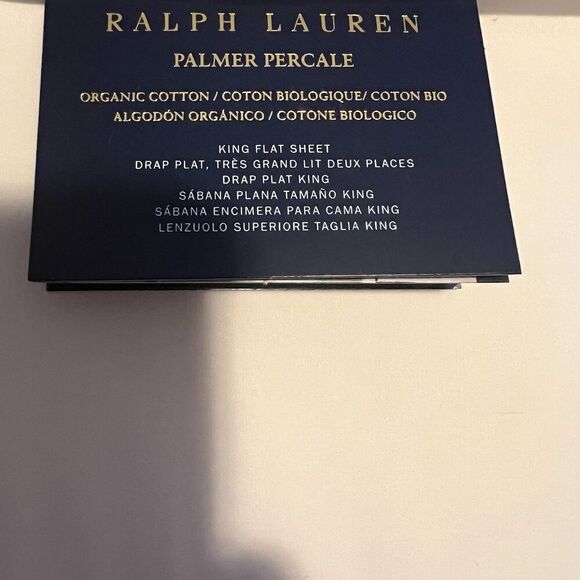 RALPH LAUREN
PALMER PERCALE
ORGANIC COTTON / COTON BIOLOGIQUE/ COTON BIO
ALGODÓN ORGÁNICO / COTONE BIOLOGICO
KING FLAT SHEET
DRAP PLAT, TRÈS GRAND LIT DEUX PLACES
DRAP PLAT KING
SÁBANA PLANA TAMAÑO KING
SÁBANA ENCIMERA PARA CAMA KING
LENZUOLO SUPERIORE TAGLIA KING